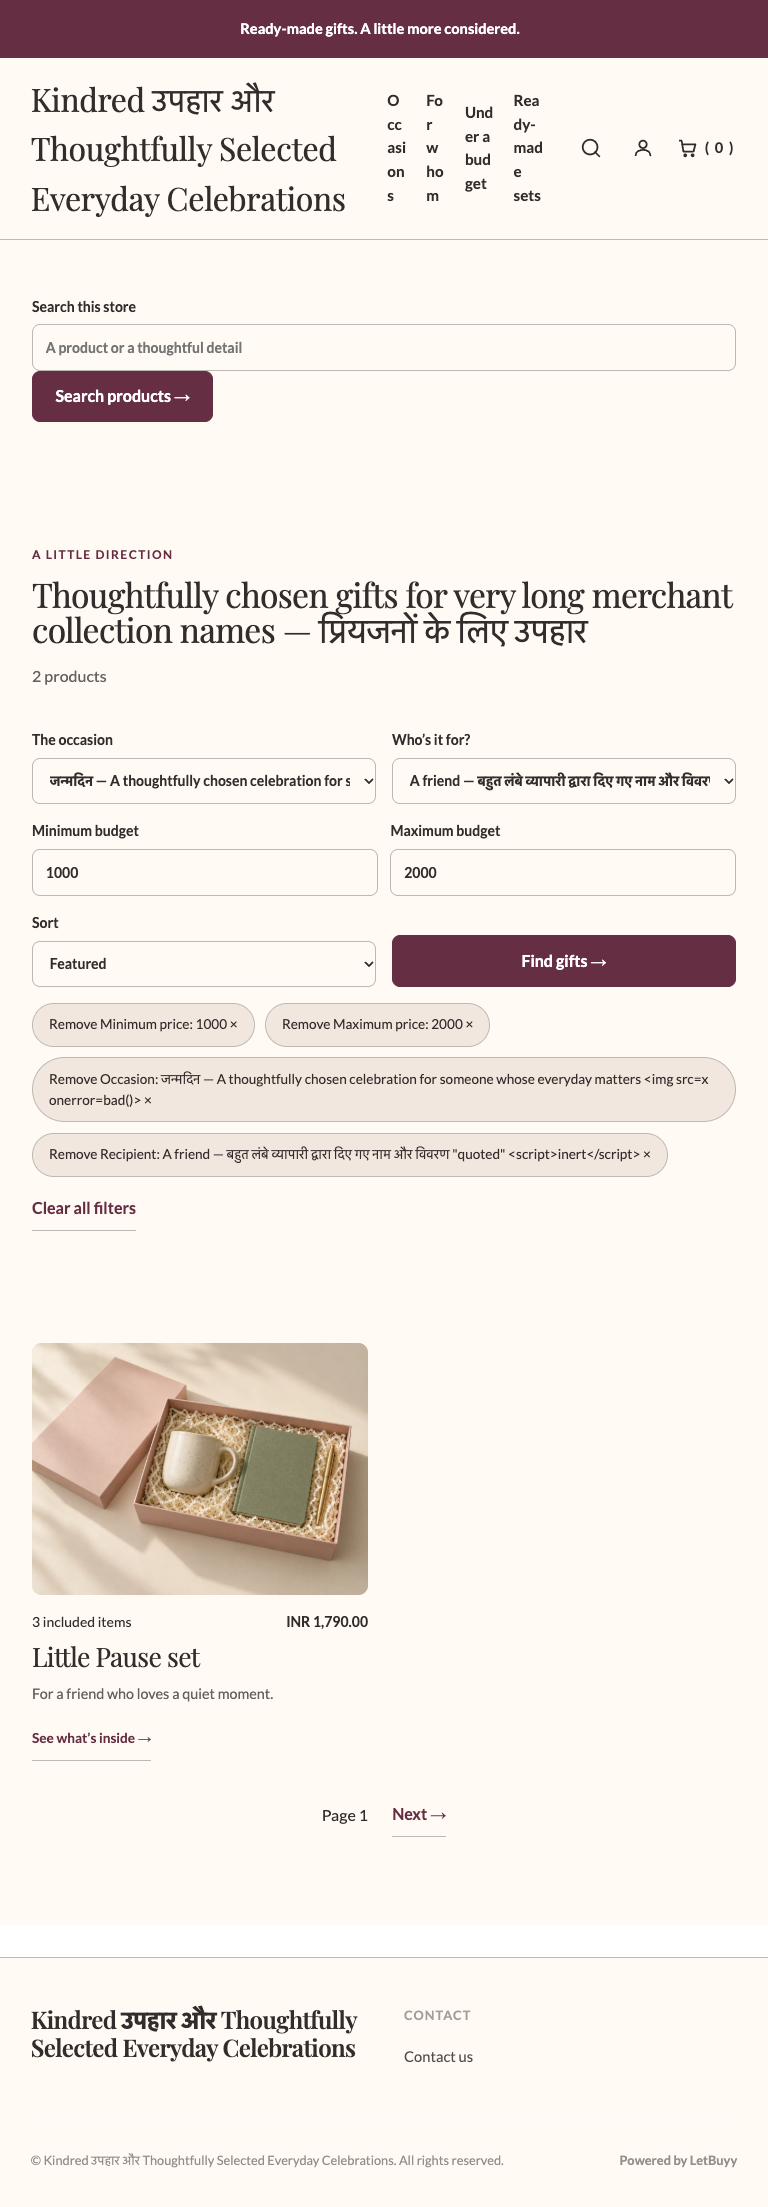 Ready-made gifts. A little more considered.
Kindred उपहार और
Thoughtfully Selected
Everyday Celebrations
O
cc
asi
on
s
Fo
r
w
ho
m
Und
er a
bud
get
Rea
dy-
mad
e
sets
( 0 )
Search this store
A product or a thoughtful detail
Search products →
A LITTLE DIRECTION
Thoughtfully chosen gifts for very long merchant
collection names — प्रियजनों के लिए उपहार
2 products
The occasion
Who's it for?
जन्मदिन — A thoughtfully chosen celebration for s
A friend — बहुत लंबे व्यापारी द्वारा दिए गए नाम और विवर
Minimum budget
Maximum budget
1000
2000
Sort
Featured
Find gifts →
Remove Minimum price: 1000 ×
Remove Maximum price: 2000 ×
Remove Occasion: जन्मदिन — A thoughtfully chosen celebration for someone whose everyday matters <img src=x
onerror=bad()> ×
Remove Recipient: A friend — बहुत लंबे व्यापारी द्वारा दिए गए नाम और विवरण "quoted" <script>inert</script> ×
Clear all filters
3 included items
INR 1,790.00
Little Pause set
For a friend who loves a quiet moment.
See what's inside →
Page 1
Next →
Kindred उपहार और Thoughtfully
Selected Everyday Celebrations
CONTACT
Contact us
© Kindred उपहार और Thoughtfully Selected Everyday Celebrations. All rights reserved.
Powered by LetBuyy